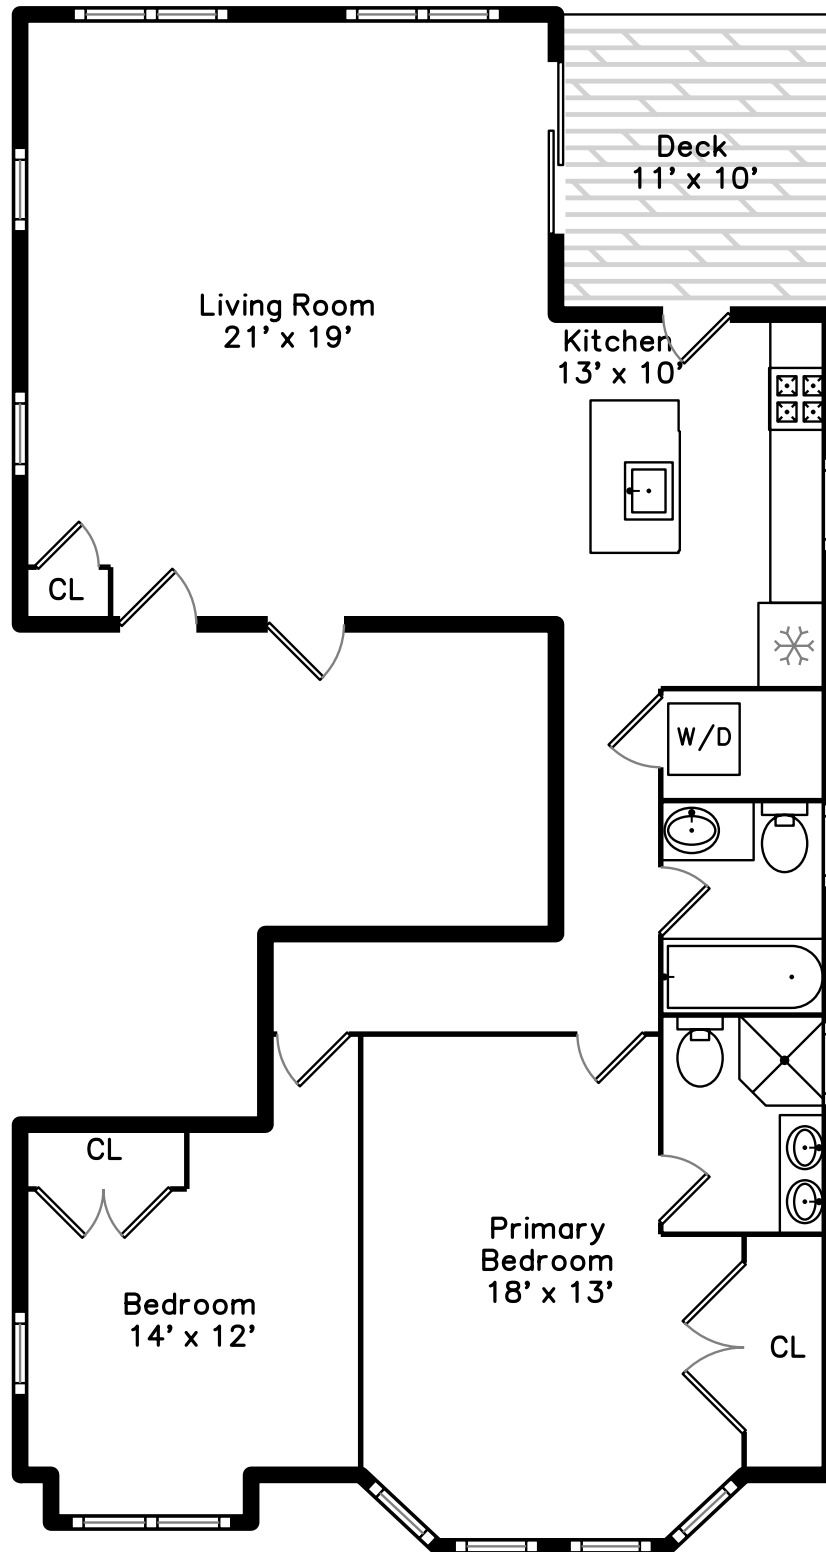 Deck
11’ x 10’
Living Room
21’ x 19’
Kitchen
13’ x 10’
CL
W/D
CL
Primary
Bedroom
18’ x 13’
Bedroom
14’ x 12’
CL